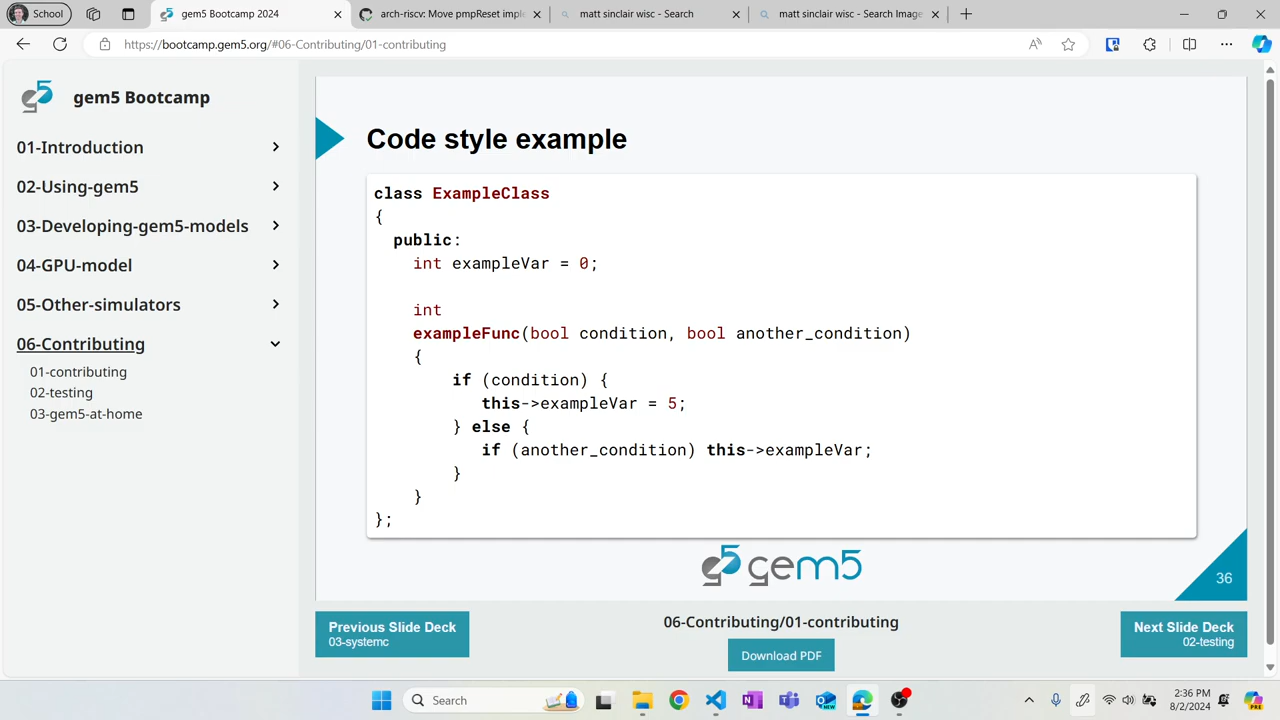 School
gem5 Bootcamp 2024
arch-riscv: Move pmpReset imple
matt sinclair wisc - Search
matt sinclair wisc - Search Image
https://bootcamp.gem5.org/#06-Contributing/01-contributing
gem5 Bootcamp
01-Introduction
02-Using-gem5
03-Developing-gem5-models
04-GPU-model
05-Other-simulators
06-Contributing
01-contributing
02-testing
03-gem5-at-home
Code style example
class ExampleClass
{
public:
int exampleVar = 0;
int
exampleFunc(bool condition, bool another_condition)
{
if (condition) {
this->exampleVar = 5;
} else {
if (another_condition) this->exampleVar;
}
}
};
g5 gem5
36
Previous Slide Deck
03-systemc
06-Contributing/01-contributing
Download PDF
Next Slide Deck
02-testing
Search
2:36 PM
8/2/2024